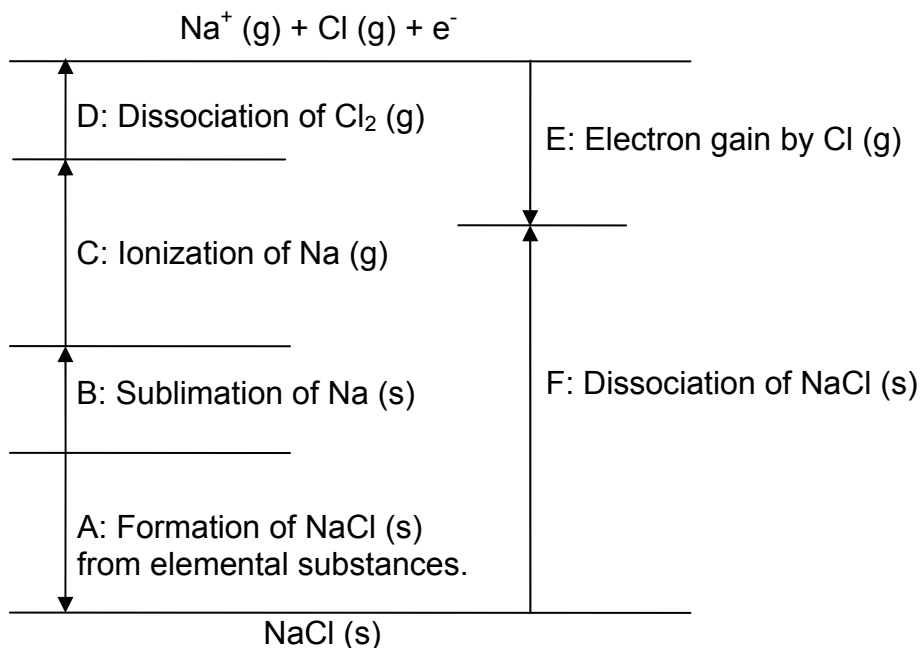 Na⁺ (g) + Cl (g) + e⁻
D: Dissociation of Cl₂ (g)
E: Electron gain by Cl (g)
C: Ionization of Na (g)
B: Sublimation of Na (s)
F: Dissociation of NaCl (s)
A: Formation of NaCl (s)
from elemental substances.
NaCl (s)